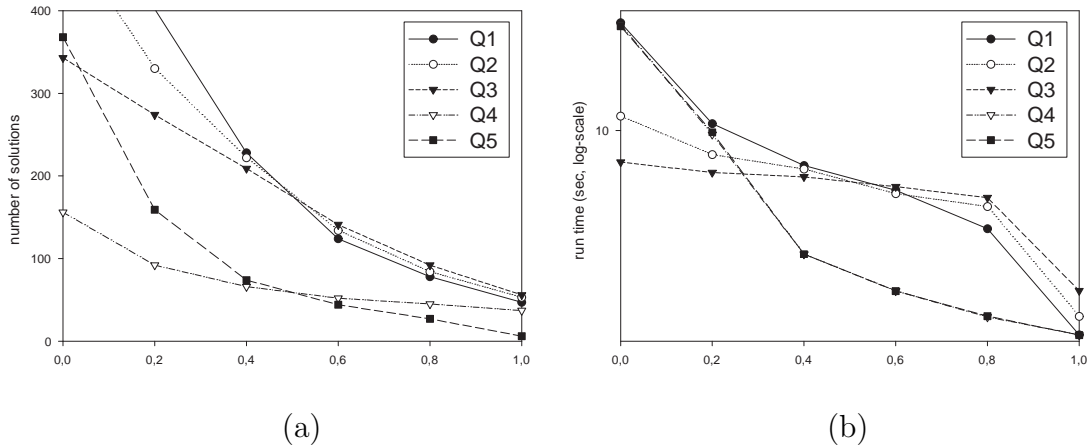 400
300
200
100
0
number of solutions
0,0 0,2 0,4 0,6 0,8 1,0
Q1
Q2
Q3
Q4
Q5
(a)
10
run time (sec, log-scale)
0,0 0,2 0,4 0,6 0,8 1,0
Q1
Q2
Q3
Q4
Q5
(b)